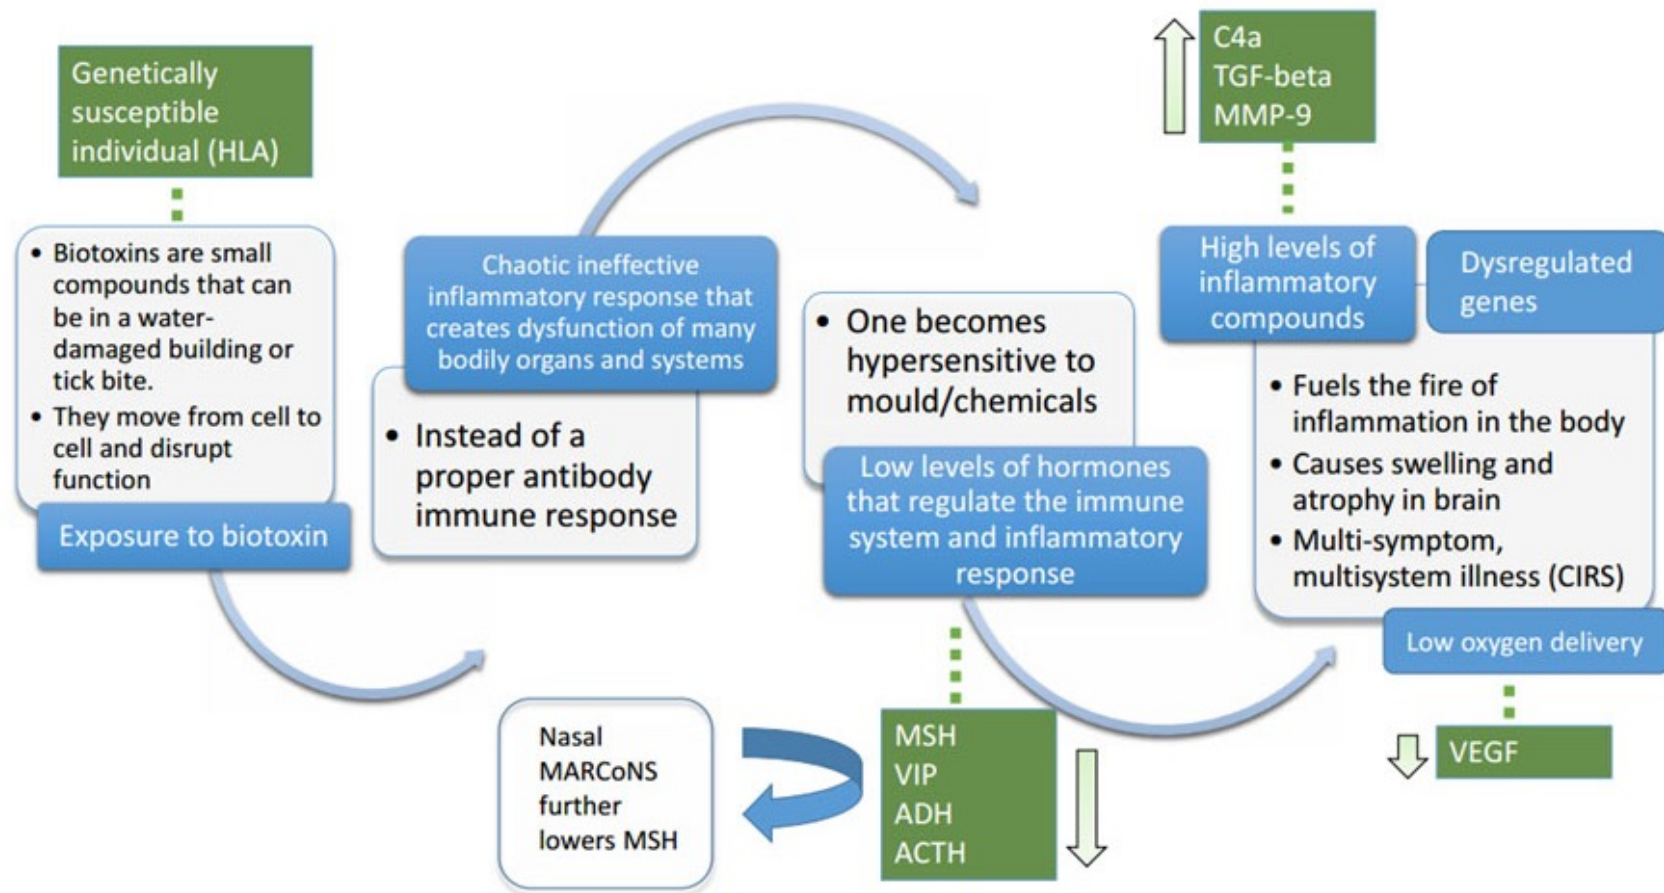 Genetically
susceptible
individual (HLA)
• Biotoxins are small
compounds that can
be in a water-
damaged building or
tick bite.
• They move from cell to
cell and disrupt
function
Exposure to biotoxin
Chaotic ineffective
inflammatory response that
creates dysfunction of many
bodily organs and systems
• Instead of a
proper antibody
immune response
Nasal
MARCoNS
further
lowers MSH
• One becomes
hypersensitive to
mould/chemicals
Low levels of hormones
that regulate the immune
system and inflammatory
response
MSH
VIP
ADH
ACTH
C4a
TGF-beta
MMP-9
High levels of
inflammatory
compounds
Dysregulated
genes
• Fuels the fire of
inflammation in the body
• Causes swelling and
atrophy in brain
• Multi-symptom,
multisystem illness (CIRS)
Low oxygen delivery
VEGF